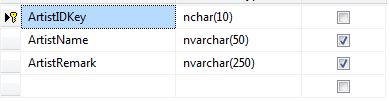 ArtistIDKey nchar(10)
ArtistName nvarchar(50)
ArtistRemark nvarchar(250)